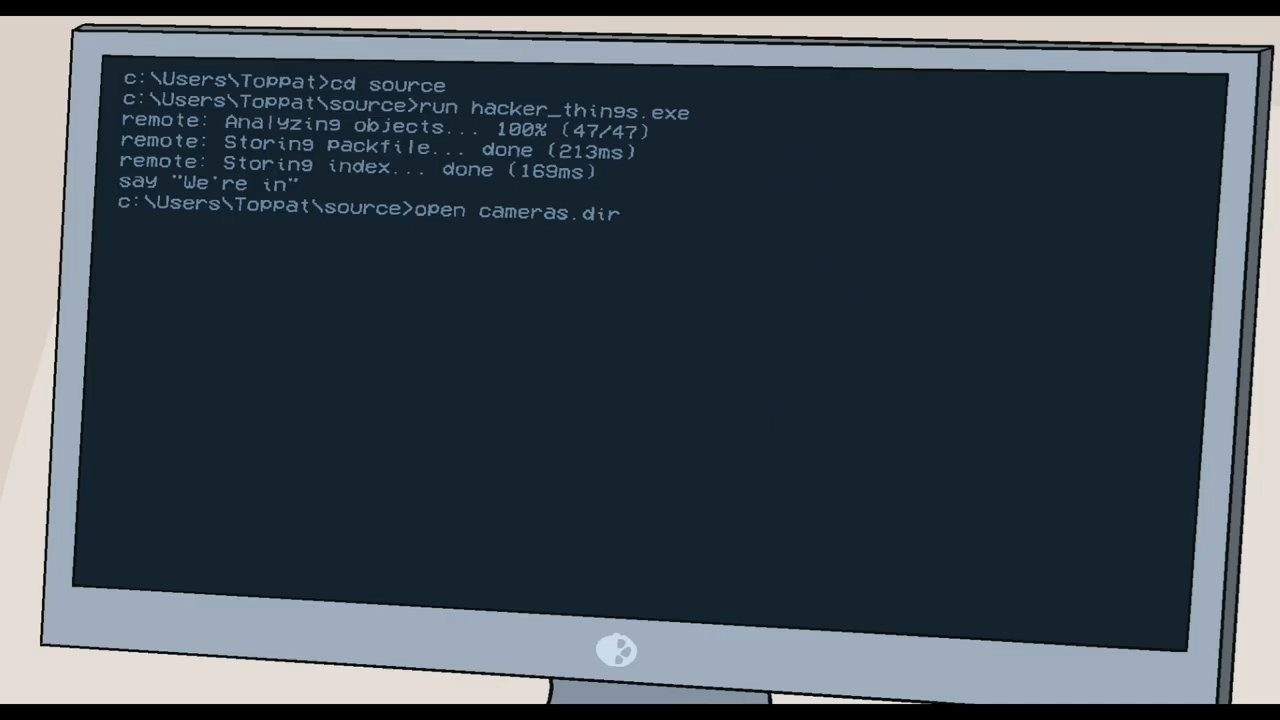 c:\Users\Toppat>cd source
c:\Users\Toppat\source>run hacker_things.exe
remote: Analyzing objects... 100% (47/47)
remote: Storing packfile... done (213ms)
remote: Storing index... done (169ms)
say "We're in"
c:\Users\Toppat\source>open cameras.dir